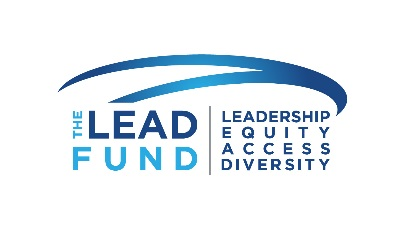 THE LEAD
FUND
LEADERSHIP
EQUITY
ACCESS
DIVERSITY